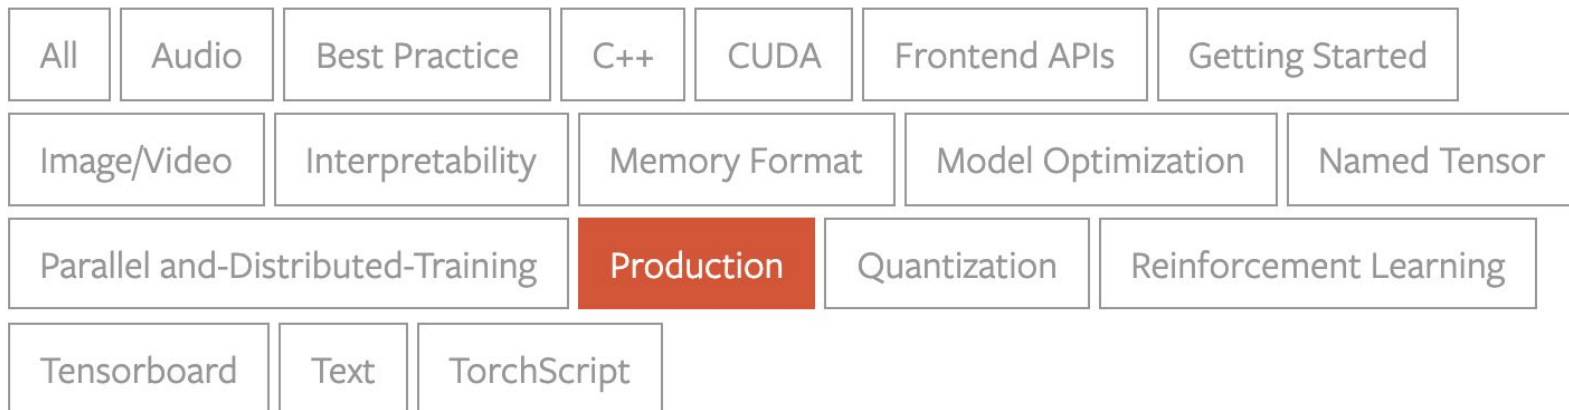 All Audio Best Practice C++ CUDA Frontend APIs Getting Started
Image/Video Interpretability Memory Format Model Optimization Named Tensor
Parallel and-Distributed-Training Production Quantization Reinforcement Learning
Tensorboard Text TorchScript